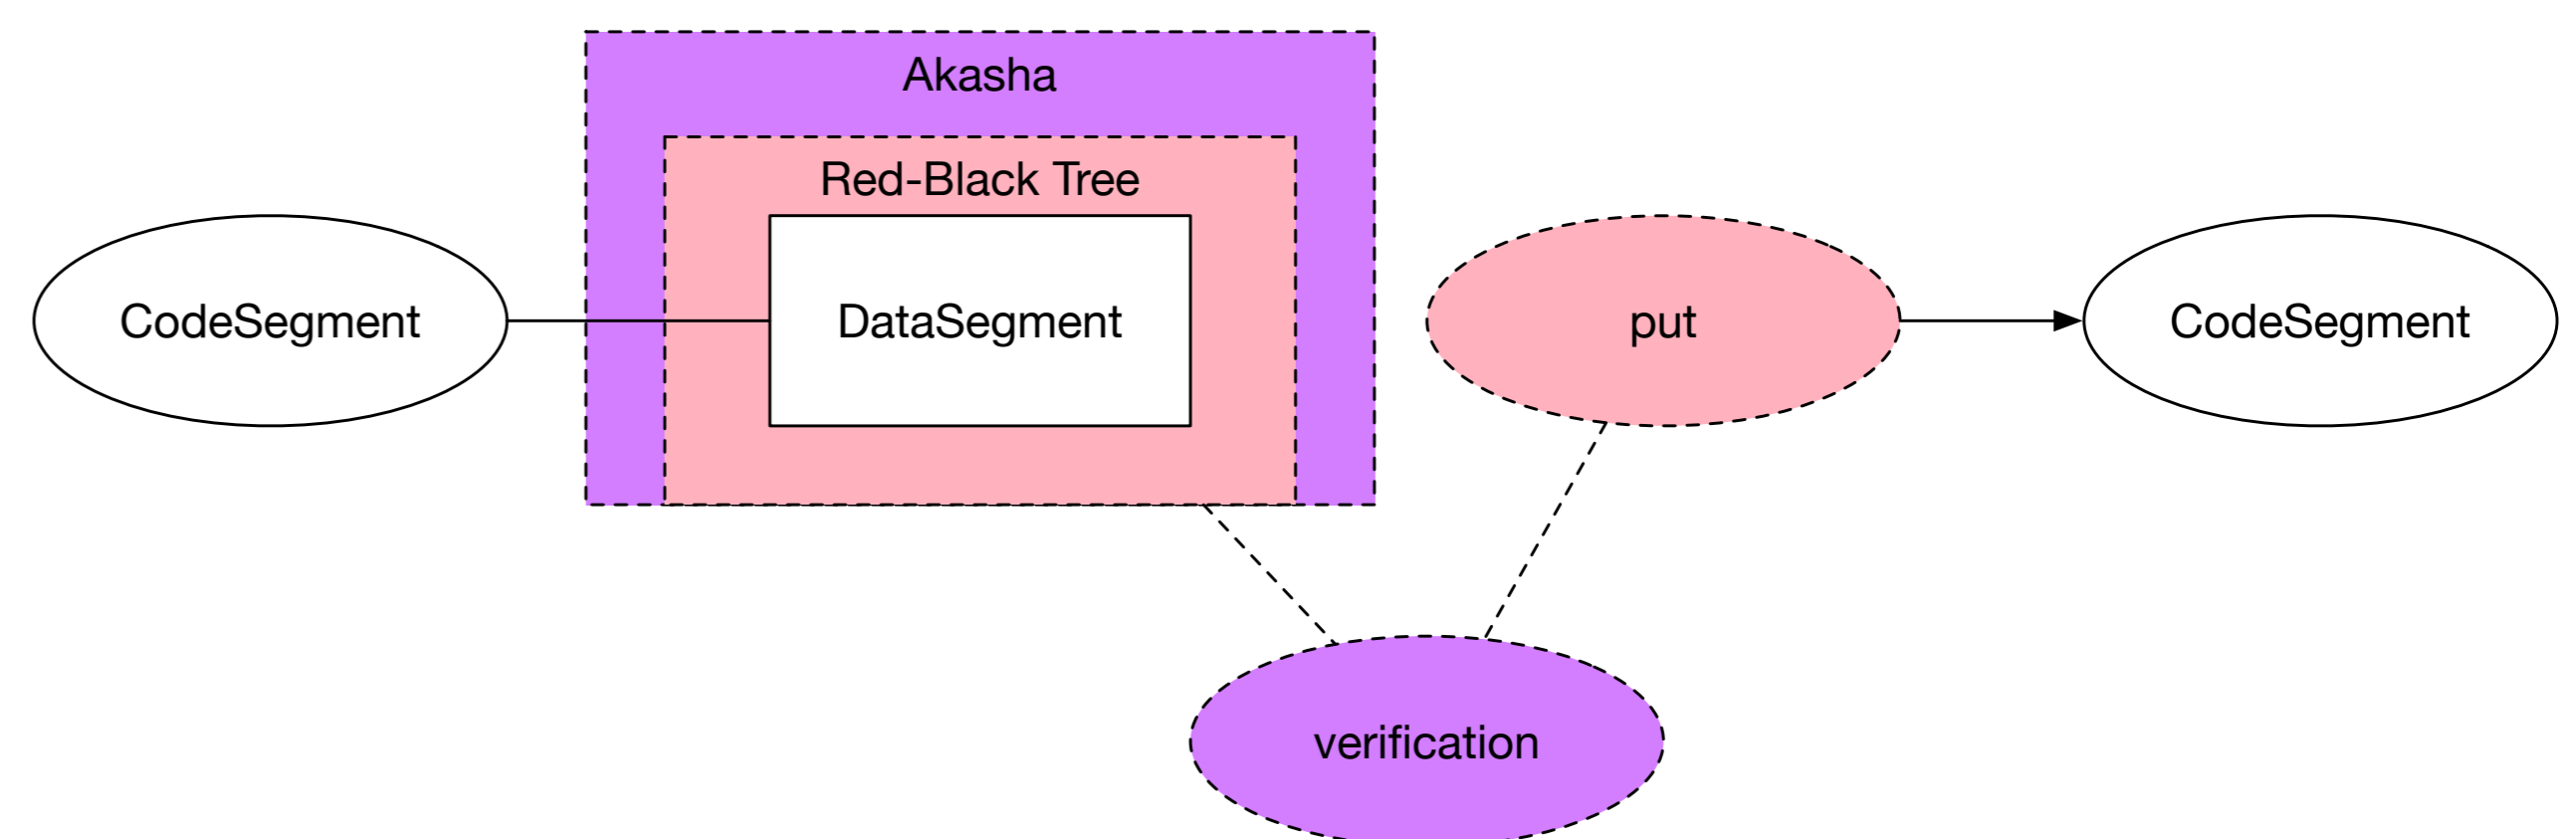 Akasha
Red-Black Tree
CodeSegment
DataSegment
put
CodeSegment
verification